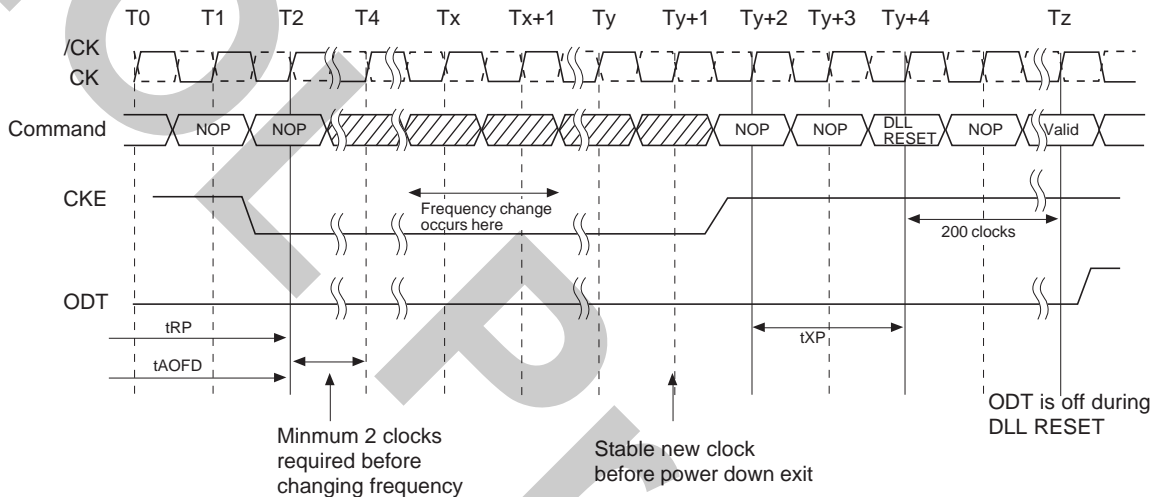 T0 T1 T2 T4 Tx Tx+1 Ty Ty+1 Ty+2 Ty+3 Ty+4 Tz
/CK
CK
Command NOP NOP NOP NOP DLL RESET NOP Valid
CKE
Frequency change
occurs here
200 clocks
ODT
tRP
tXP
tAOFD
Minmum 2 clocks
required before
changing frequency
Stable new clock
before power down exit
ODT is off during
DLL RESET